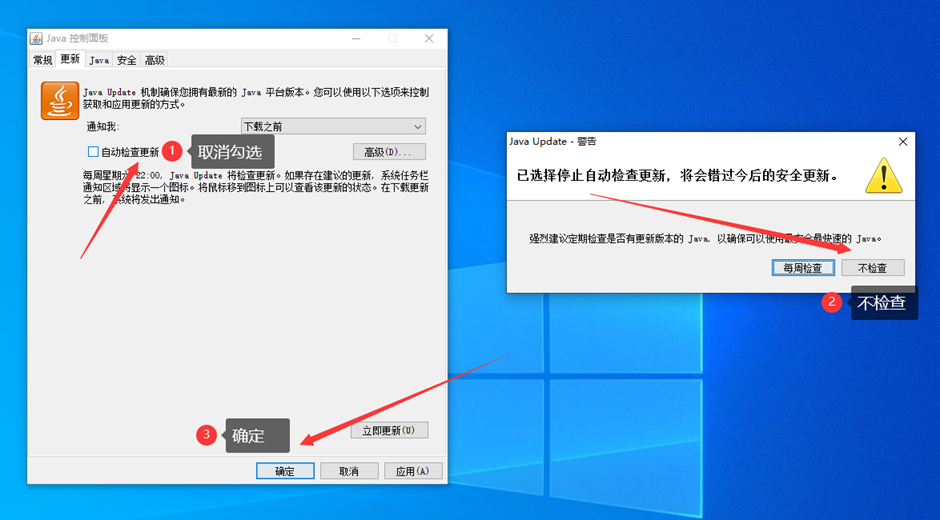 Java 控制面板
常规 更新 Java 安全 高级
Java Update 机制确保您拥有最新的 Java 平台版本。您可以使用以下选项来控制
获取和应用更新的方式。
通知我:
下载之前
自动检查更新
1
取消勾选
高级(D)...
每周星期 22:00, Java Update 将检查更新。如果存在建议的更新, 系统任务栏
通知区域将显示一个图标。将鼠标移到图标上可以查看该更新的状态。在下载更新
之前, 系统将发出通知。
Java Update - 警告
已选择停止自动检查更新, 将会错过今后的安全更新。
强烈建议定期检查是否有更新版本的 Java, 以确保可以使用最安全最快速的 Java。
每周检查
不检查
2
不检查
3
确定
立即更新(U)
确定
取消
应用(A)